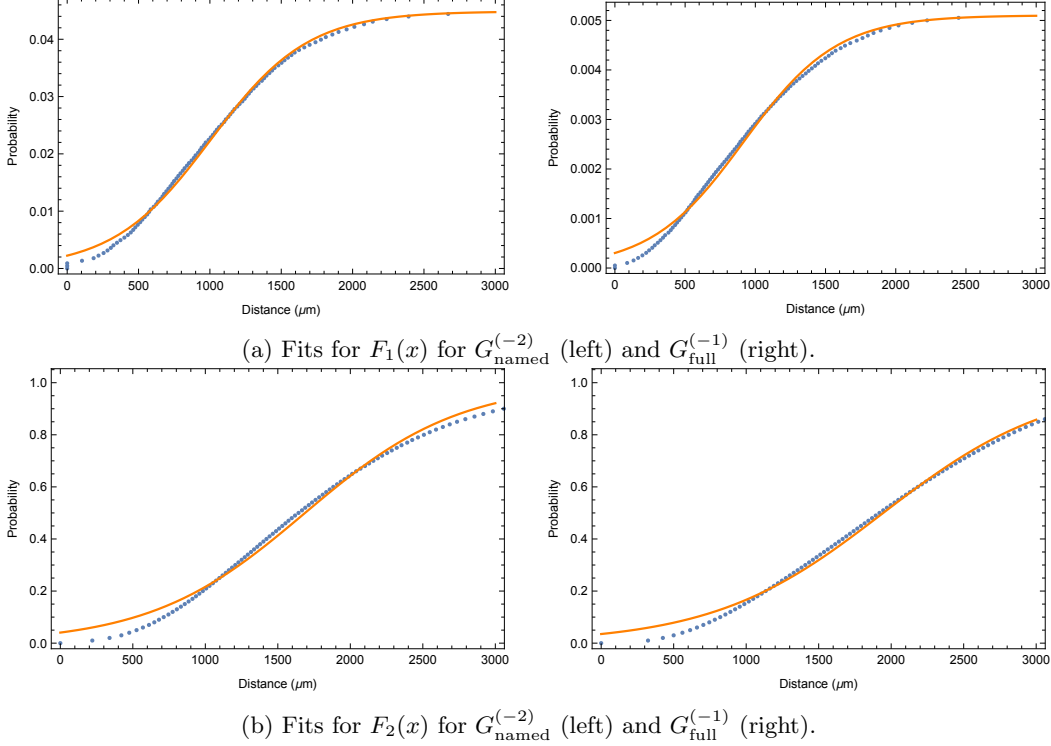 0.04
0.03
0.02
0.01
0.00
Probability
0 500 1000 1500 2000 2500 3000
Distance (μm)
0.005
0.004
0.003
0.002
0.001
0.000
Probability
0 500 1000 1500 2000 2500 3000
Distance (μm)
(a) Fits for F₁(x) for G_named^(−2) (left) and G_full^(−1) (right).
1.0
0.8
0.6
0.4
0.2
0.0
Probability
0 500 1000 1500 2000 2500 3000
Distance (μm)
1.0
0.8
0.6
0.4
0.2
0.0
Probability
0 500 1000 1500 2000 2500 3000
Distance (μm)
(b) Fits for F₂(x) for G_named^(−2) (left) and G_full^(−1) (right).